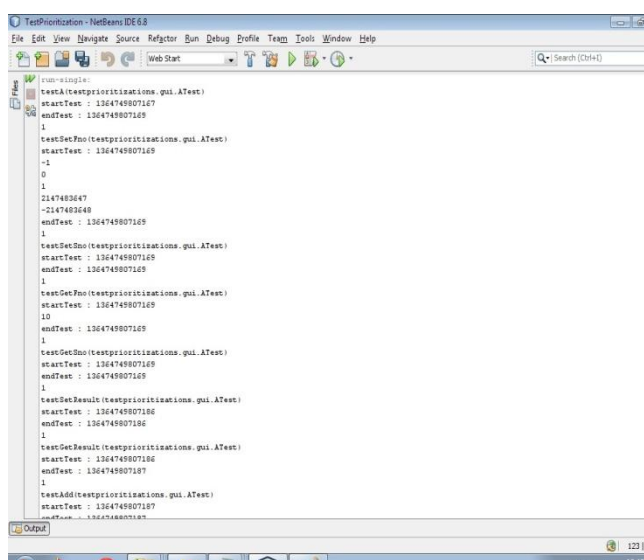 TestPrioritization - NetBeans IDE 6.8
File Edit View Navigate Source Refactor Run Debug Profile Team Tools Window Help
Web Start
Search (Ctrl+I)
Files
run-single:
testA(testprioritizations.gui.ATest)
startTest : 1364749807167
endTest : 1364749807169
1
testSetFno(testprioritizations.gui.ATest)
startTest : 1364749807169
-1
0
1
2147483647
-2147483648
endTest : 1364749807169
1
testSetSno(testprioritizations.gui.ATest)
startTest : 1364749807169
endTest : 1364749807169
1
testGetFno(testprioritizations.gui.ATest)
startTest : 1364749807169
10
endTest : 1364749807169
1
testGetSno(testprioritizations.gui.ATest)
startTest : 1364749807169
endTest : 1364749807169
1
testSetResult(testprioritizations.gui.ATest)
startTest : 1364749807186
endTest : 1364749807186
1
testGetResult(testprioritizations.gui.ATest)
startTest : 1364749807186
endTest : 1364749807187
1
testAdd(testprioritizations.gui.ATest)
startTest : 1364749807187
endTest : 1364749807187
Output